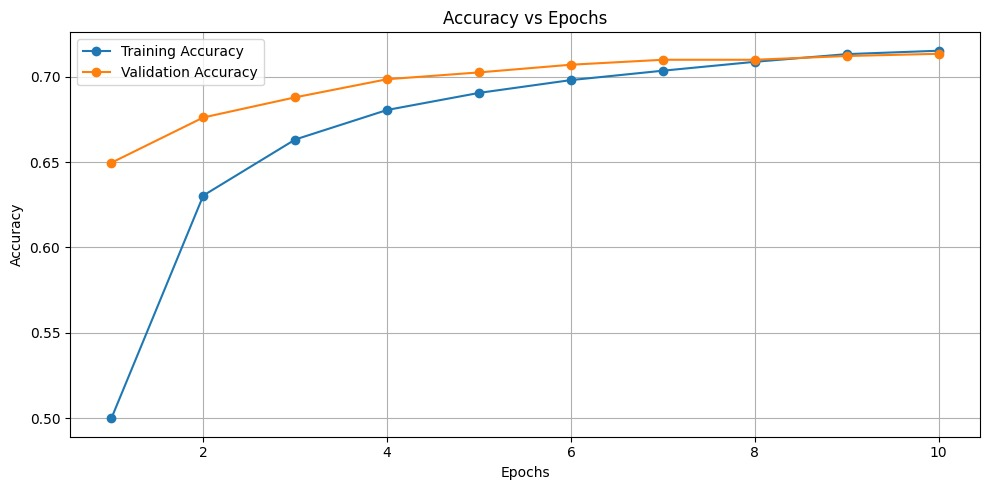 Accuracy vs Epochs
Training Accuracy
Validation Accuracy
0.70
0.65
0.60
0.55
0.50
Accuracy
2
4
6
8
10
Epochs